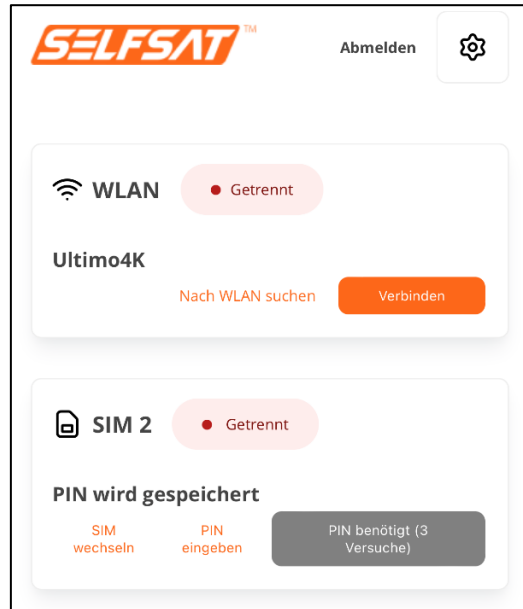 SELFSAT™
Abmelden
WLAN
Getrennt
Ultimo4K
Nach WLAN suchen
Verbinden
SIM 2
Getrennt
PIN wird gespeichert
SIM
wechseln
PIN
eingeben
PIN benötigt (3
Versuche)